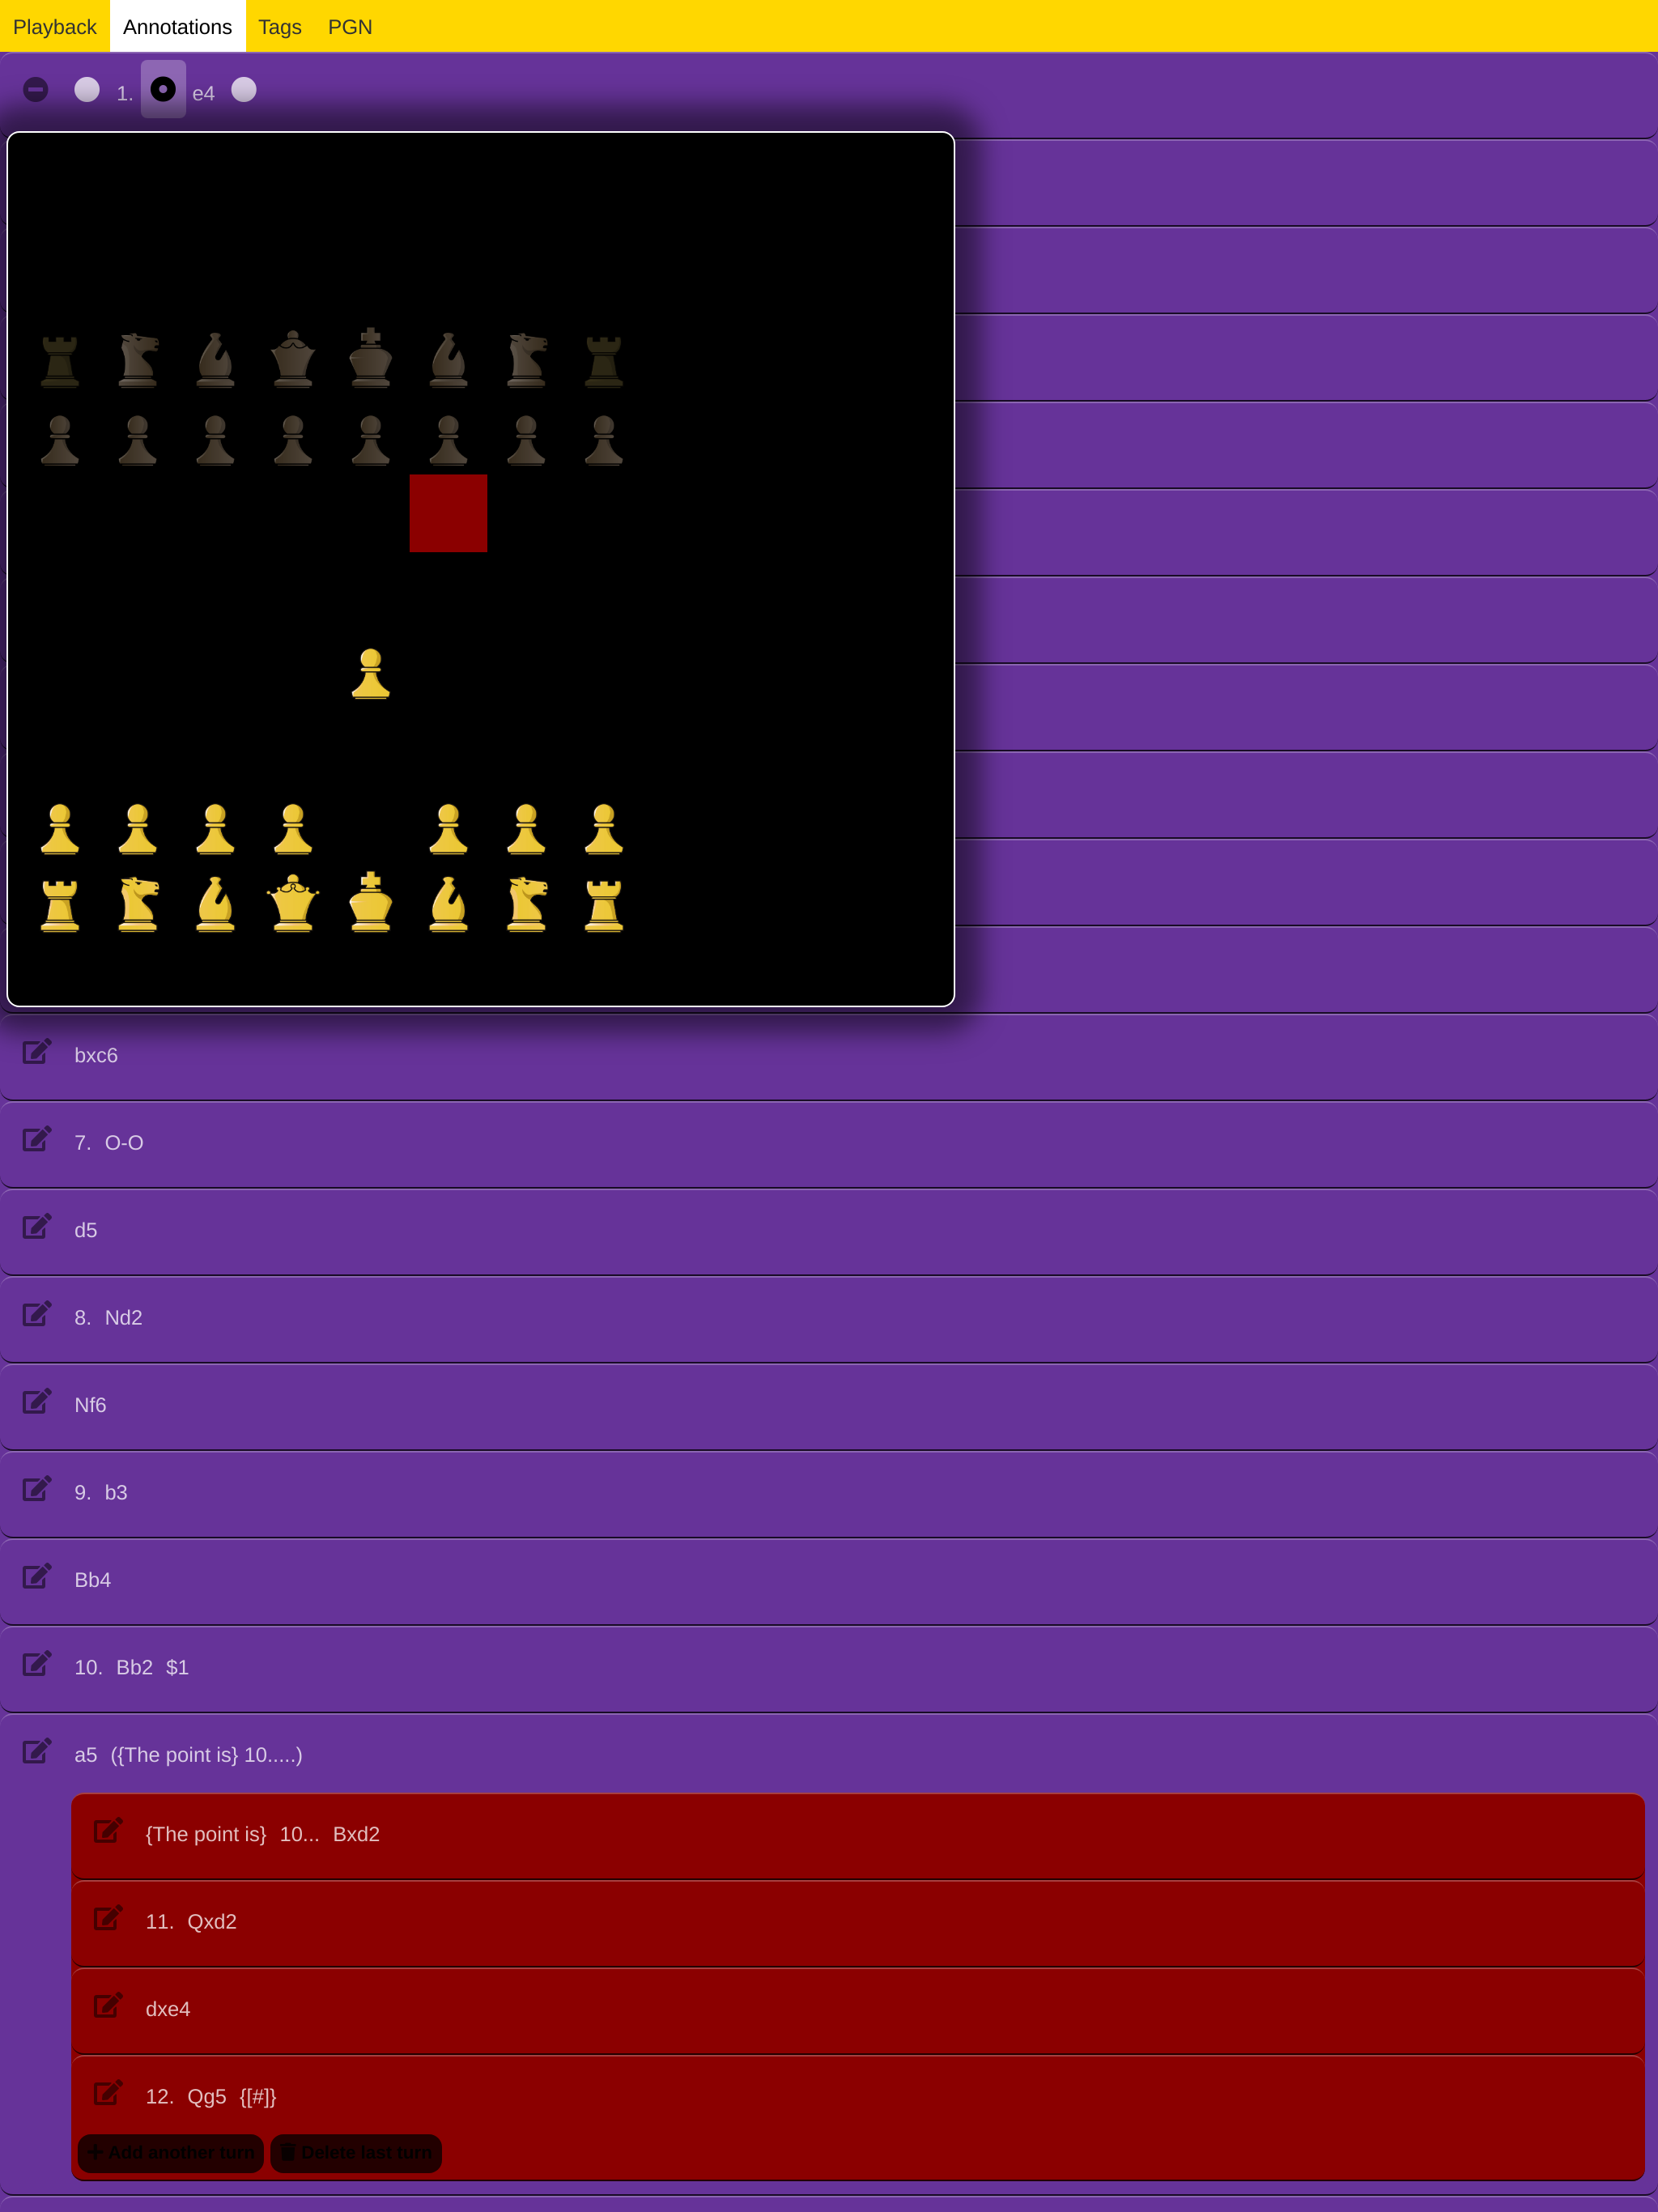 Playback Annotations Tags PGN
1. e4
bxc6
7. O-O
d5
8. Nd2
Nf6
9. b3
Bb4
10. Bb2 $1
a5 ({The point is} 10.....)
{The point is} 10... Bxd2
11. Qxd2
dxe4
12. Qg5 {[#]}
Add another turn Delete last turn